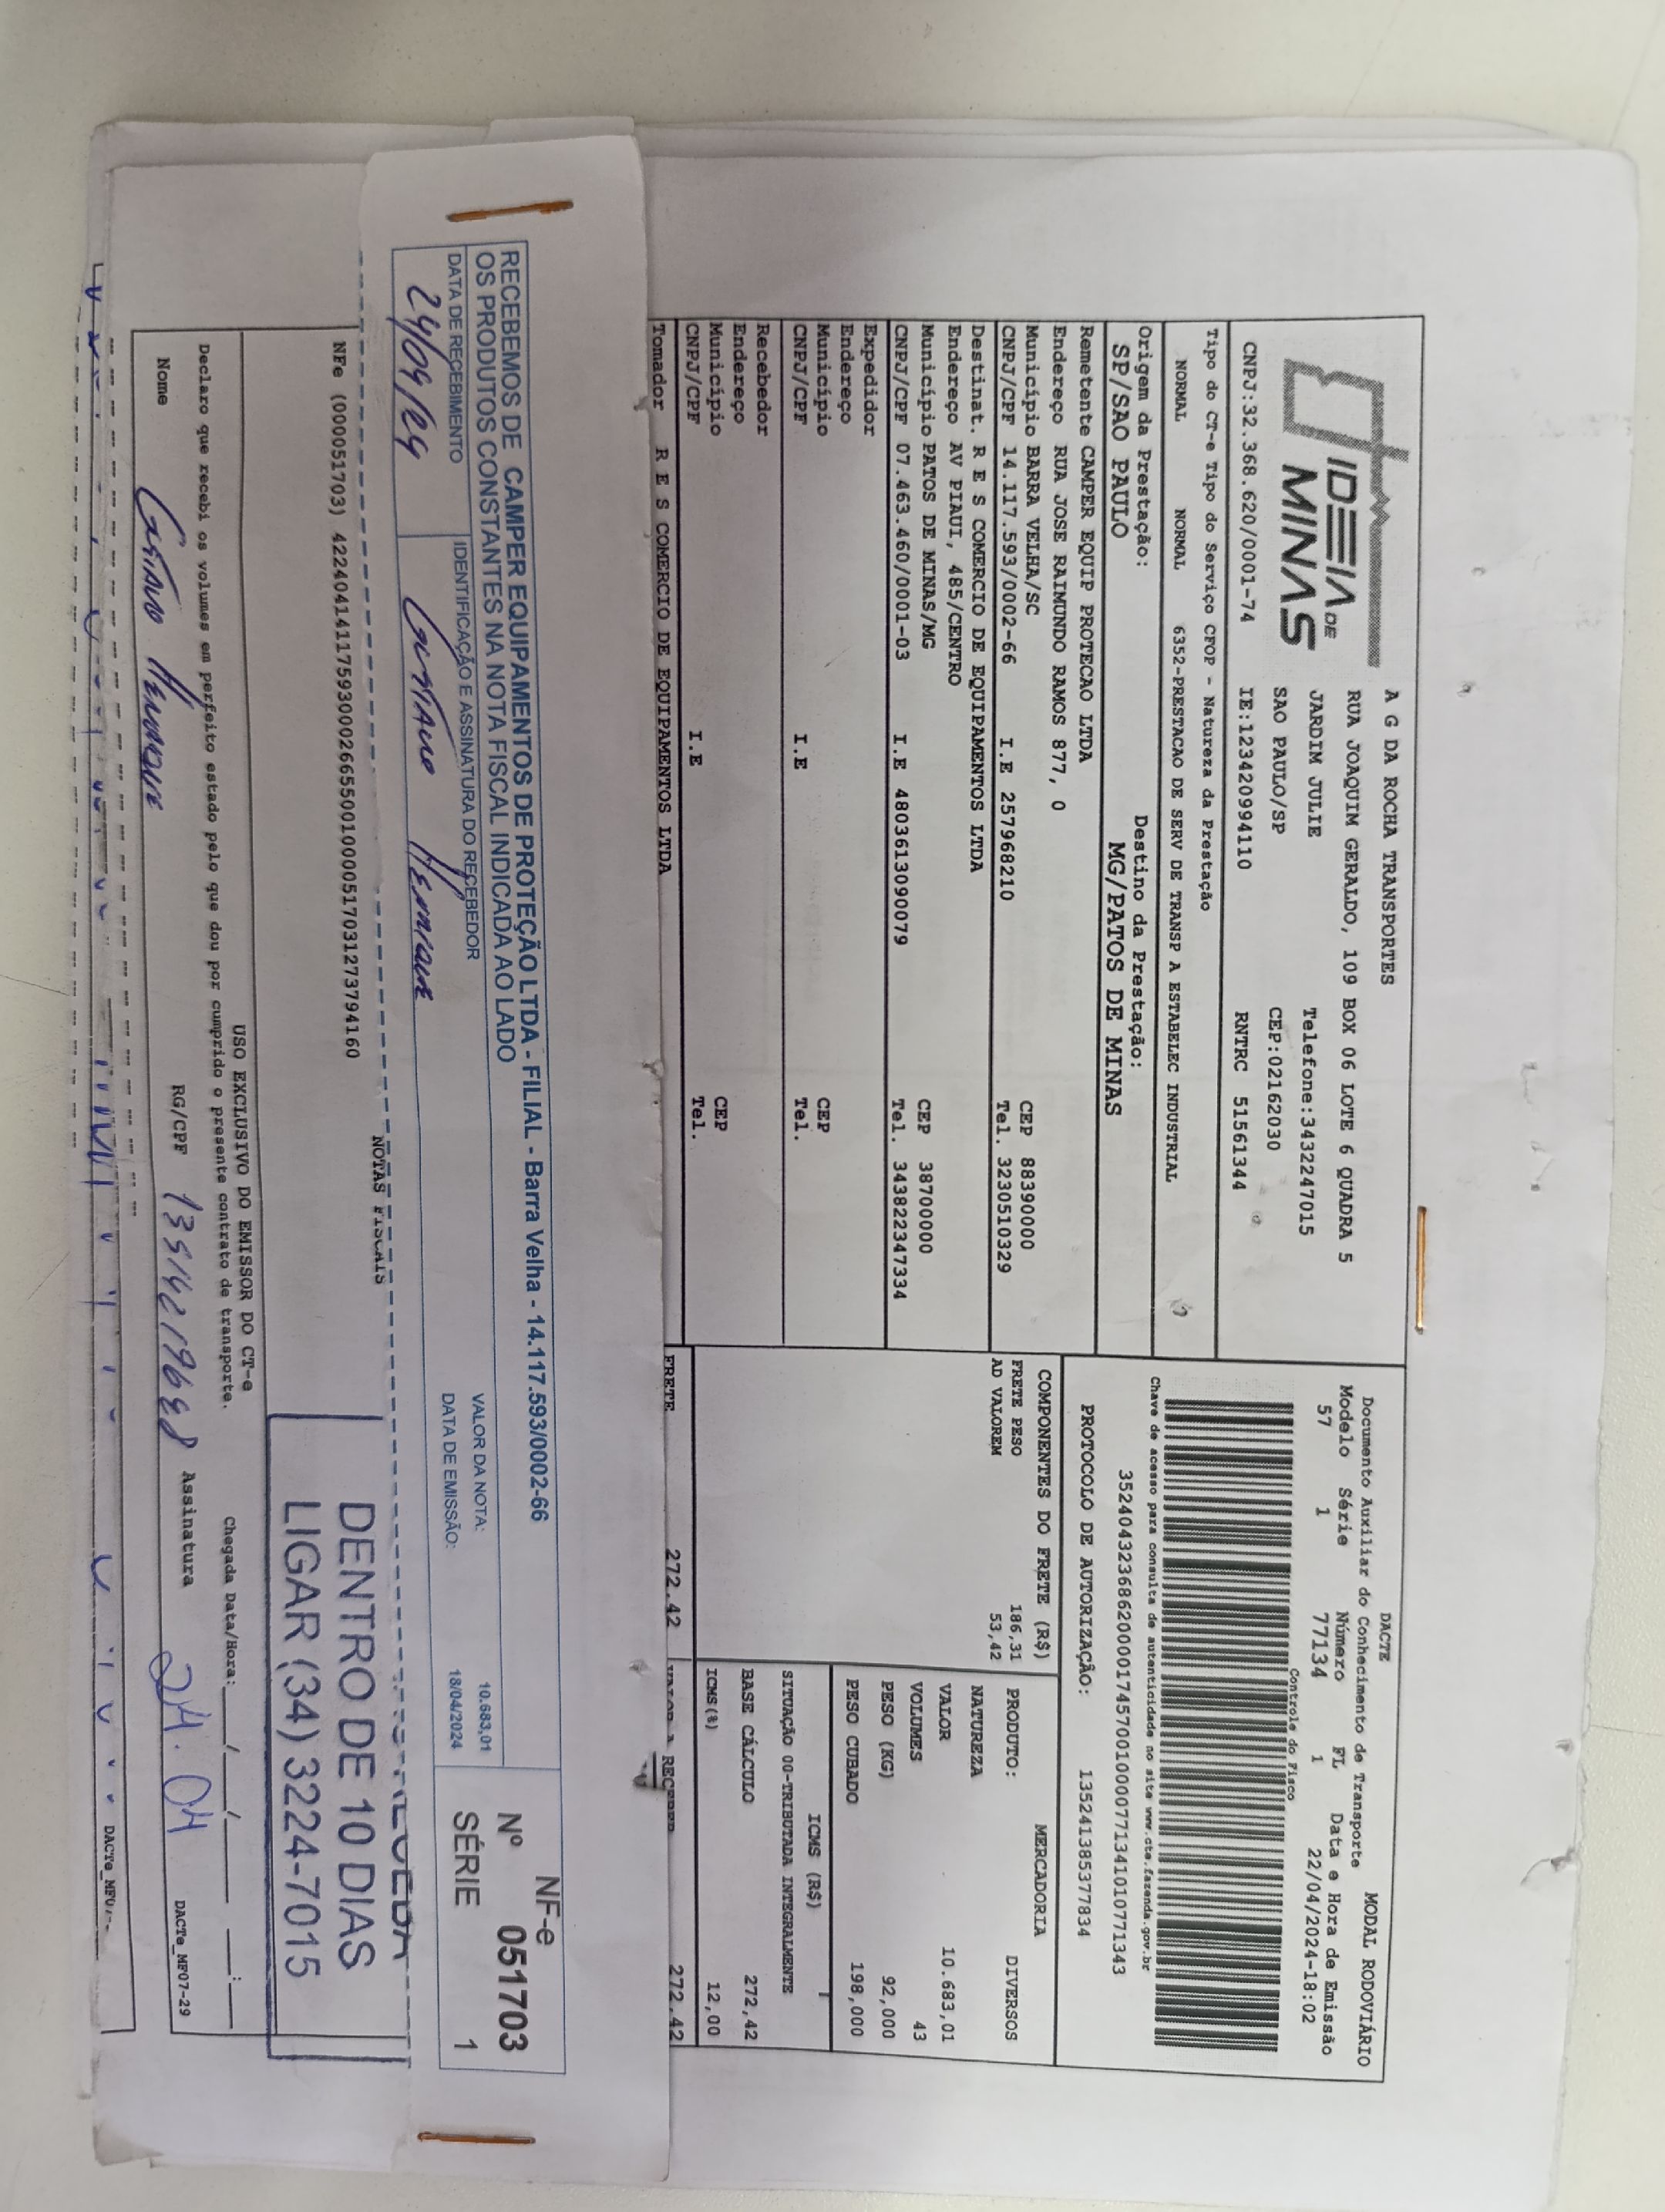 IDEIA DE MINAS
A G DA ROCHA TRANSPORTES
RUA JOAQUIM GERALDO, 109 BOX 06 LOTE 6 QUADRA 5
JARDIM JULIE Telefone:3432247015
SAO PAULO/SP CEP:02162030
CNPJ:32.368.620/0001-74 IE:123420994110 RNTRC 51561344
Tipo do CT-e Tipo do Serviço CFOP - Natureza da Prestação
NORMAL NORMAL 6352-PRESTACAO DE SERV DE TRANSP A ESTABELEC INDUSTRIAL
Origem da Prestação: Destino da Prestação:
SP/SAO PAULO MG/PATOS DE MINAS
Remetente CAMPER EQUIP PROTECAO LTDA
Endereço RUA JOSE RAIMUNDO RAMOS 877, 0
Município BARRA VELHA/SC CEP 88390000
CNPJ/CPF 14.117.593/0002-66 I.E 257968210 Tel. 3230510329
Destinat. R E S COMERCIO DE EQUIPAMENTOS LTDA
Endereço AV PIAUI, 485/CENTRO
Município PATOS DE MINAS/MG CEP 38700000
CNPJ/CPF 07.463.460/0001-03 I.E 4803613090079 Tel. 343822347334
Expedidor
Endereço
Município CEP
CNPJ/CPF I.E Tel.
Recebedor
Endereço
Município CEP
CNPJ/CPF I.E Tel.
Tomador R E S COMERCIO DE EQUIPAMENTOS LTDA
DACTE MODAL RODOVIÁRIO
Documento Auxiliar do Conhecimento de Transporte
Modelo Série Número FL Data e Hora de Emissão
57 1 77134 1 22/04/2024-18:02
Controle do Fisco
Chave de acesso para consulta de autenticidade no site www.cte.fazenda.gov.br
35240432368620000174570010000771341010771343
PROTOCOLO DE AUTORIZAÇÃO: 135241385377834
COMPONENTES DO FRETE (R$)
FRETE PESO 186,31
AD VALOREM 53,42
MERCADORIA
PRODUTO: DIVERSOS
NATUREZA
VALOR 10.683,01
VOLUMES 43
PESO (KG) 92,000
PESO CUBADO 198,000
ICMS (R$)
SITUAÇÃO 00-TRIBUTADA INTEGRALMENTE
BASE CÁLCULO 272,42
ICMS(%) 12,00
FRETE 272.42 VALOR A RECEBER 272,42
RECEBEMOS DE CAMPER EQUIPAMENTOS DE PROTEÇÃO LTDA - FILIAL - Barra Velha - 14.117.593/0002-66
OS PRODUTOS CONSTANTES NA NOTA FISCAL INDICADA AO LADO
VALOR DA NOTA: 10.683,01
DATA DE EMISSÃO: 18/04/2024
DATA DE RECEBIMENTO IDENTIFICAÇÃO E ASSINATURA DO RECEBEDOR
24/04/24 Gustavo Henrique
NF-e
Nº 051703
SÉRIE 1
NOTAS FISCAIS
NFe (000051703) 42240414117593000266550010000517031273794160
DENTRO DE 10 DIAS
LIGAR (34) 3224-7015
USO EXCLUSIVO DO EMISSOR DO CT-e
Declaro que recebi os volumes em perfeito estado pelo que dou por cumprido o presente contrato de transporte.
Chegada Data/Hora: ___/___/_____ ___:___
Nome Gustavo Henrique RG/CPF 13514219688 Assinatura 24.04
DACTe_MF07-29